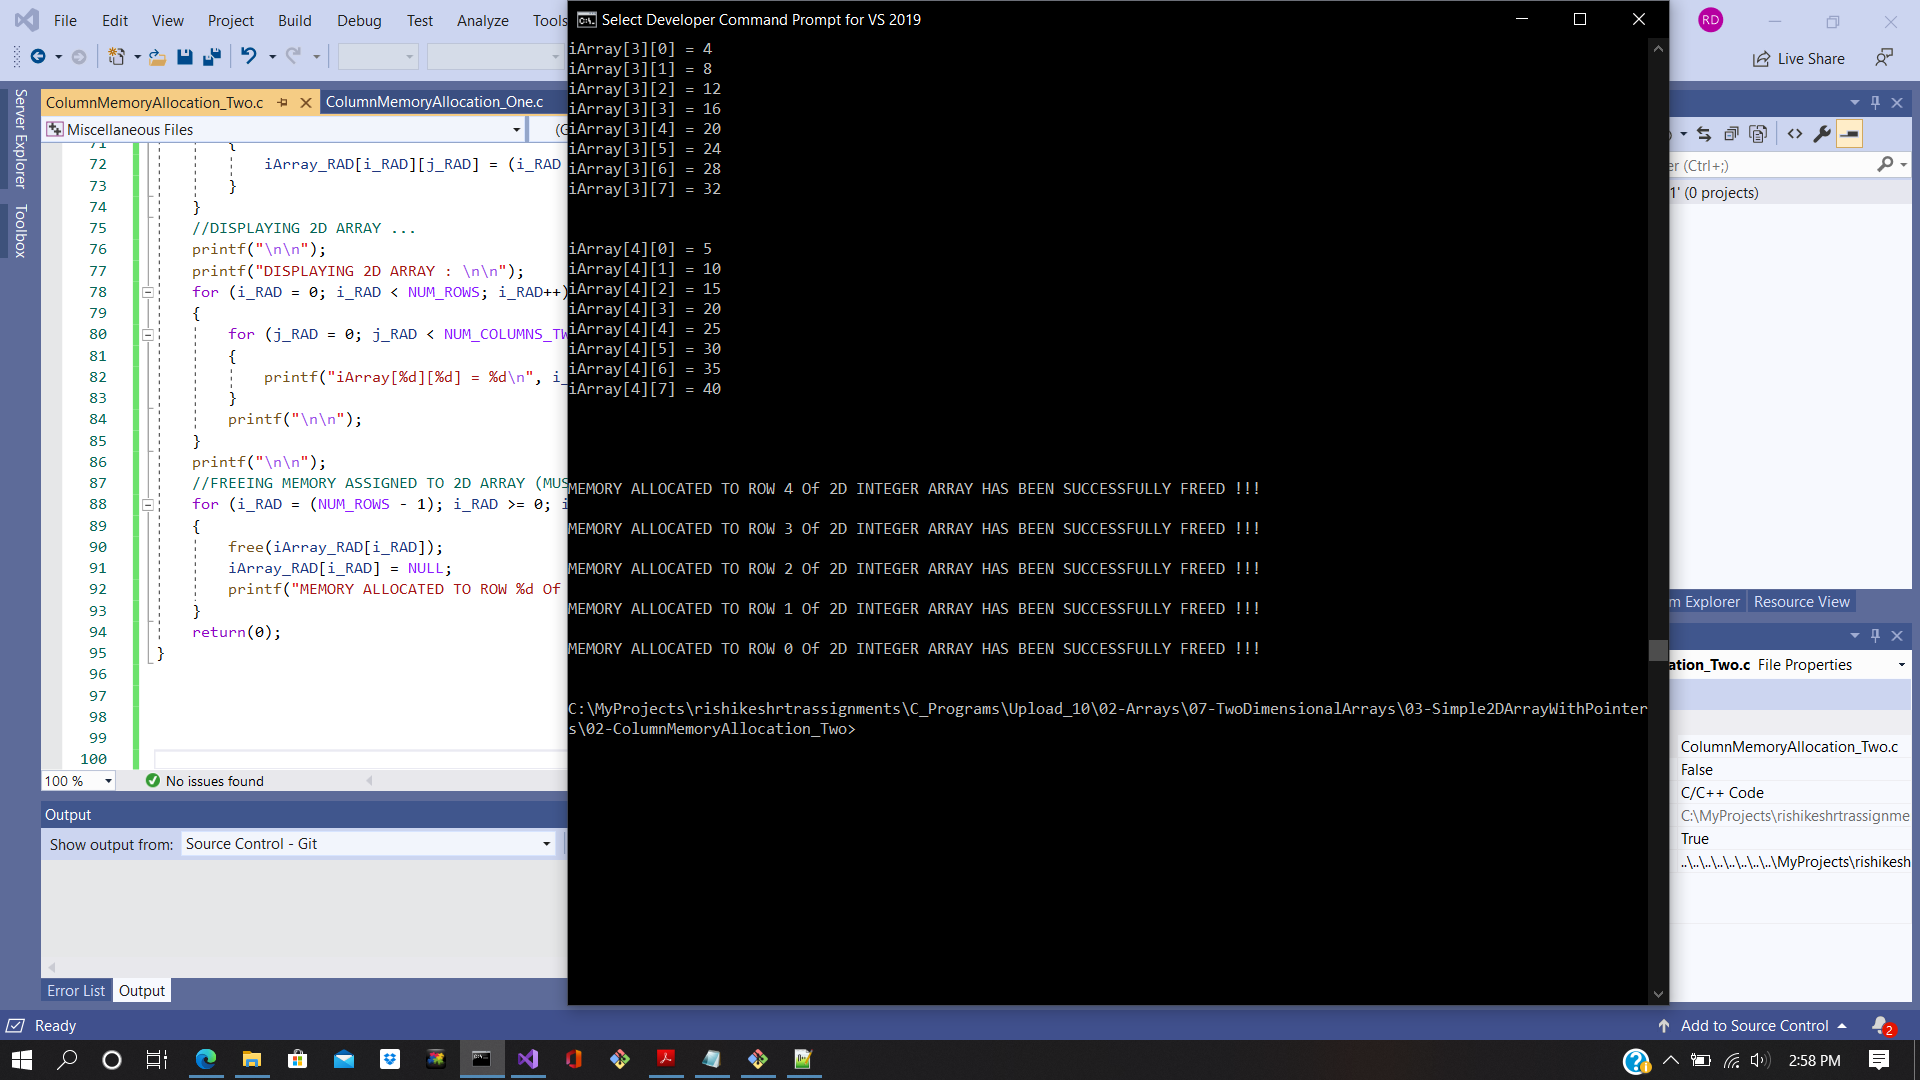 File Edit View Project Build Debug Test Analyze Tools
Select Developer Command Prompt for VS 2019
RD
Live Share
Server Explorer
Toolbox
ColumnMemoryAllocation_Two.c
ColumnMemoryAllocation_One.c
Miscellaneous Files
71 {
72 iArray_RAD[i_RAD][j_RAD] = (i_RAD
73 }
74 }
75 //DISPLAYING 2D ARRAY ...
76 printf("\n\n");
77 printf("DISPLAYING 2D ARRAY : \n\n");
78 for (i_RAD = 0; i_RAD < NUM_ROWS; i_RAD++)
79 {
80 for (j_RAD = 0; j_RAD < NUM_COLUMNS_TW
81 {
82 printf("iArray[%d][%d] = %d\n", i_
83 }
84 printf("\n\n");
85 }
86 printf("\n\n");
87 //FREEING MEMORY ASSIGNED TO 2D ARRAY (MUS
88 for (i_RAD = (NUM_ROWS - 1); i_RAD >= 0; i
89 {
90 free(iArray_RAD[i_RAD]);
91 iArray_RAD[i_RAD] = NULL;
92 printf("MEMORY ALLOCATED TO ROW %d Of
93 }
94 return(0);
95 }
96
97
98
99
100
100 % No issues found
Output
Show output from: Source Control - Git
Error List Output
iArray[3][0] = 4
iArray[3][1] = 8
iArray[3][2] = 12
iArray[3][3] = 16
iArray[3][4] = 20
iArray[3][5] = 24
iArray[3][6] = 28
iArray[3][7] = 32
iArray[4][0] = 5
iArray[4][1] = 10
iArray[4][2] = 15
iArray[4][3] = 20
iArray[4][4] = 25
iArray[4][5] = 30
iArray[4][6] = 35
iArray[4][7] = 40
MEMORY ALLOCATED TO ROW 4 Of 2D INTEGER ARRAY HAS BEEN SUCCESSFULLY FREED !!!
MEMORY ALLOCATED TO ROW 3 Of 2D INTEGER ARRAY HAS BEEN SUCCESSFULLY FREED !!!
MEMORY ALLOCATED TO ROW 2 Of 2D INTEGER ARRAY HAS BEEN SUCCESSFULLY FREED !!!
MEMORY ALLOCATED TO ROW 1 Of 2D INTEGER ARRAY HAS BEEN SUCCESSFULLY FREED !!!
MEMORY ALLOCATED TO ROW 0 Of 2D INTEGER ARRAY HAS BEEN SUCCESSFULLY FREED !!!
C:\MyProjects\rishikeshrtrassignments\C_Programs\Upload_10\02-Arrays\07-TwoDimensionalArrays\03-Simple2DArrayWithPointer
s\02-ColumnMemoryAllocation_Two>
er (Ctrl+;)
1' (0 projects)
m Explorer Resource View
ation_Two.c File Properties
ColumnMemoryAllocation_Two.c
False
C/C++ Code
C:\MyProjects\rishikeshrtrassignme
True
..\..\..\..\..\..\..\..\MyProjects\rishikesh
Ready
Add to Source Control
2
2:58 PM